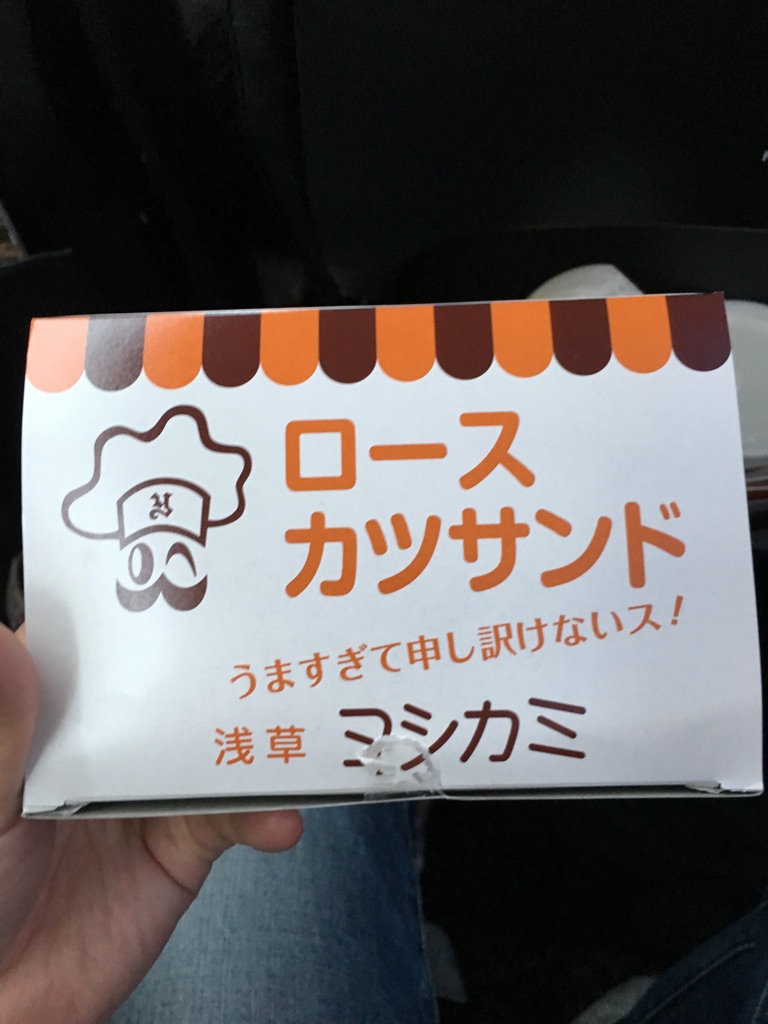 ロース
カツサンド
うますぎて申し訳けないス!
浅草 ヨシカミ